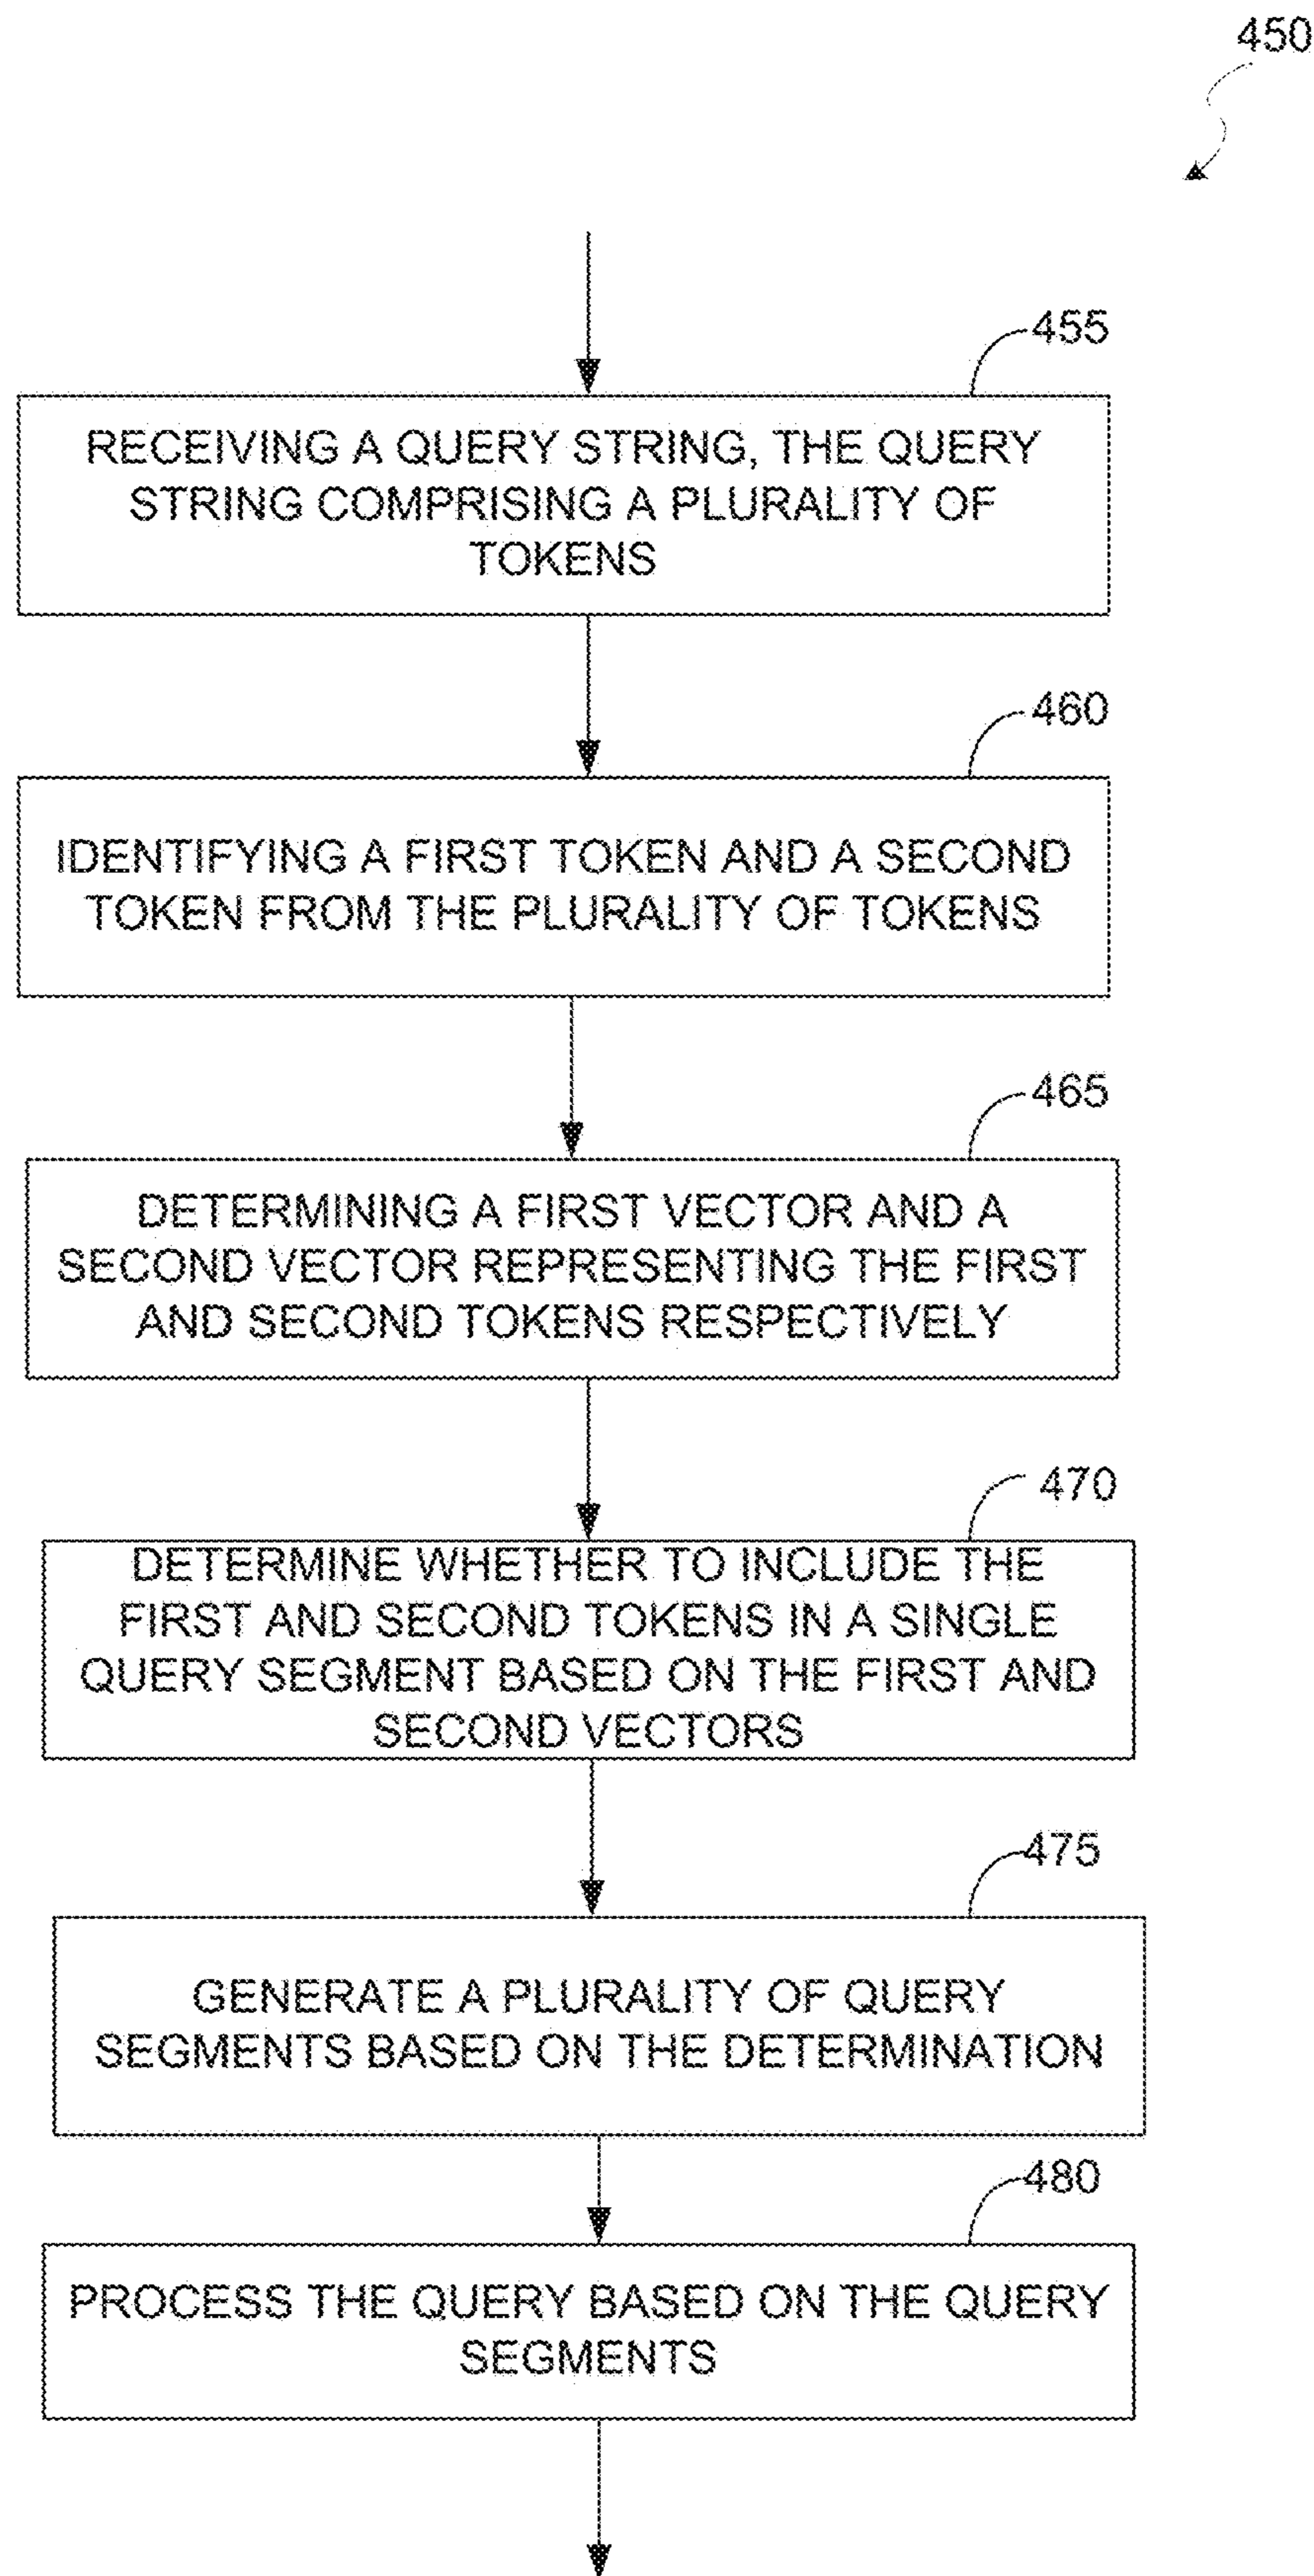 450
455
RECEIVING A QUERY STRING, THE QUERY
STRING COMPRISING A PLURALITY OF
TOKENS
460
IDENTIFYING A FIRST TOKEN AND A SECOND
TOKEN FROM THE PLURALITY OF TOKENS
465
DETERMINING A FIRST VECTOR AND A
SECOND VECTOR REPRESENTING THE FIRST
AND SECOND TOKENS RESPECTIVELY
470
DETERMINE WHETHER TO INCLUDE THE
FIRST AND SECOND TOKENS IN A SINGLE
QUERY SEGMENT BASED ON THE FIRST AND
SECOND VECTORS
475
GENERATE A PLURALITY OF QUERY
SEGMENTS BASED ON THE DETERMINATION
480
PROCESS THE QUERY BASED ON THE QUERY
SEGMENTS